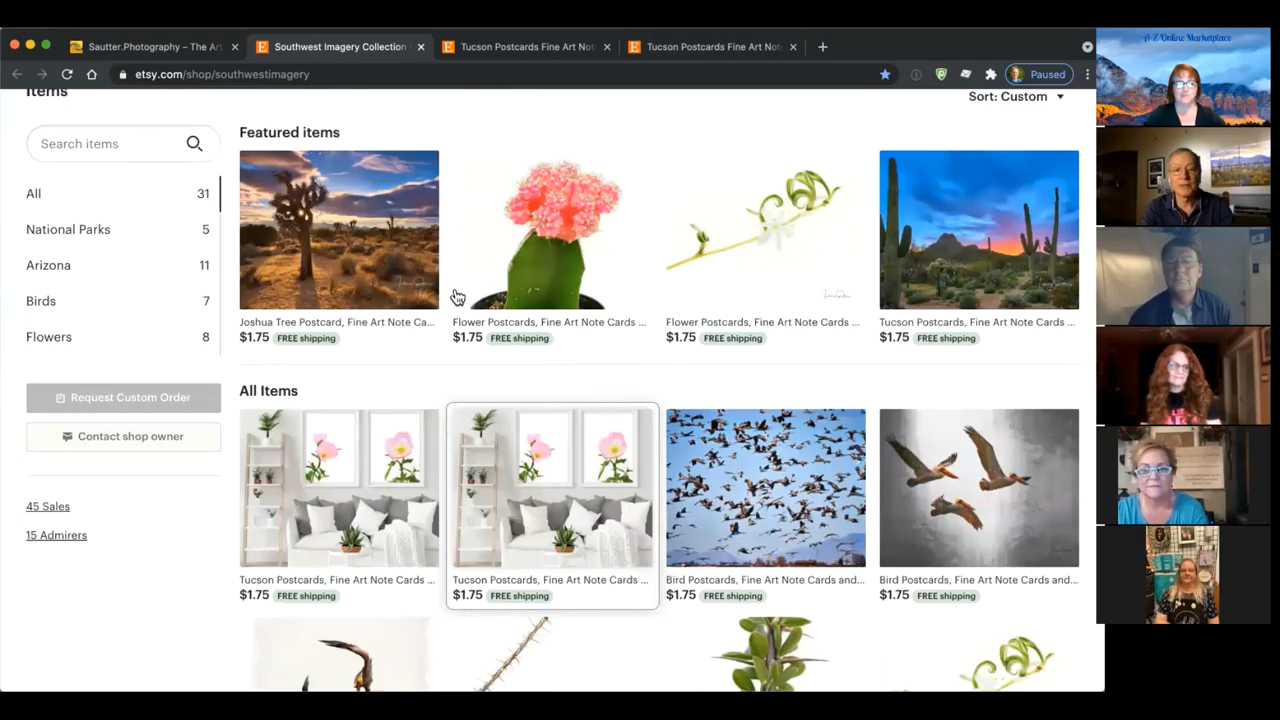 Sautter.Photography – The Art
Southwest Imagery Collection
Tucson Postcards Fine Art Not
Tucson Postcards Fine Art Not
etsy.com/shop/southwestimagery
Paused
A-Z Online Marketplace
Items
Sort: Custom
Search items
All 31
National Parks 5
Arizona 11
Birds 7
Flowers 8
Request Custom Order
Contact shop owner
45 Sales
15 Admirers
Featured items
Joshua Tree Postcard, Fine Art Note Ca...
$1.75 FREE shipping
Flower Postcards, Fine Art Note Cards ...
$1.75 FREE shipping
Flower Postcards, Fine Art Note Cards ...
$1.75 FREE shipping
Tucson Postcards, Fine Art Note Cards ...
$1.75 FREE shipping
All Items
Tucson Postcards, Fine Art Note Cards ...
$1.75 FREE shipping
Tucson Postcards, Fine Art Note Cards ...
$1.75 FREE shipping
Bird Postcards, Fine Art Note Cards and...
$1.75 FREE shipping
Bird Postcards, Fine Art Note Cards and...
$1.75 FREE shipping